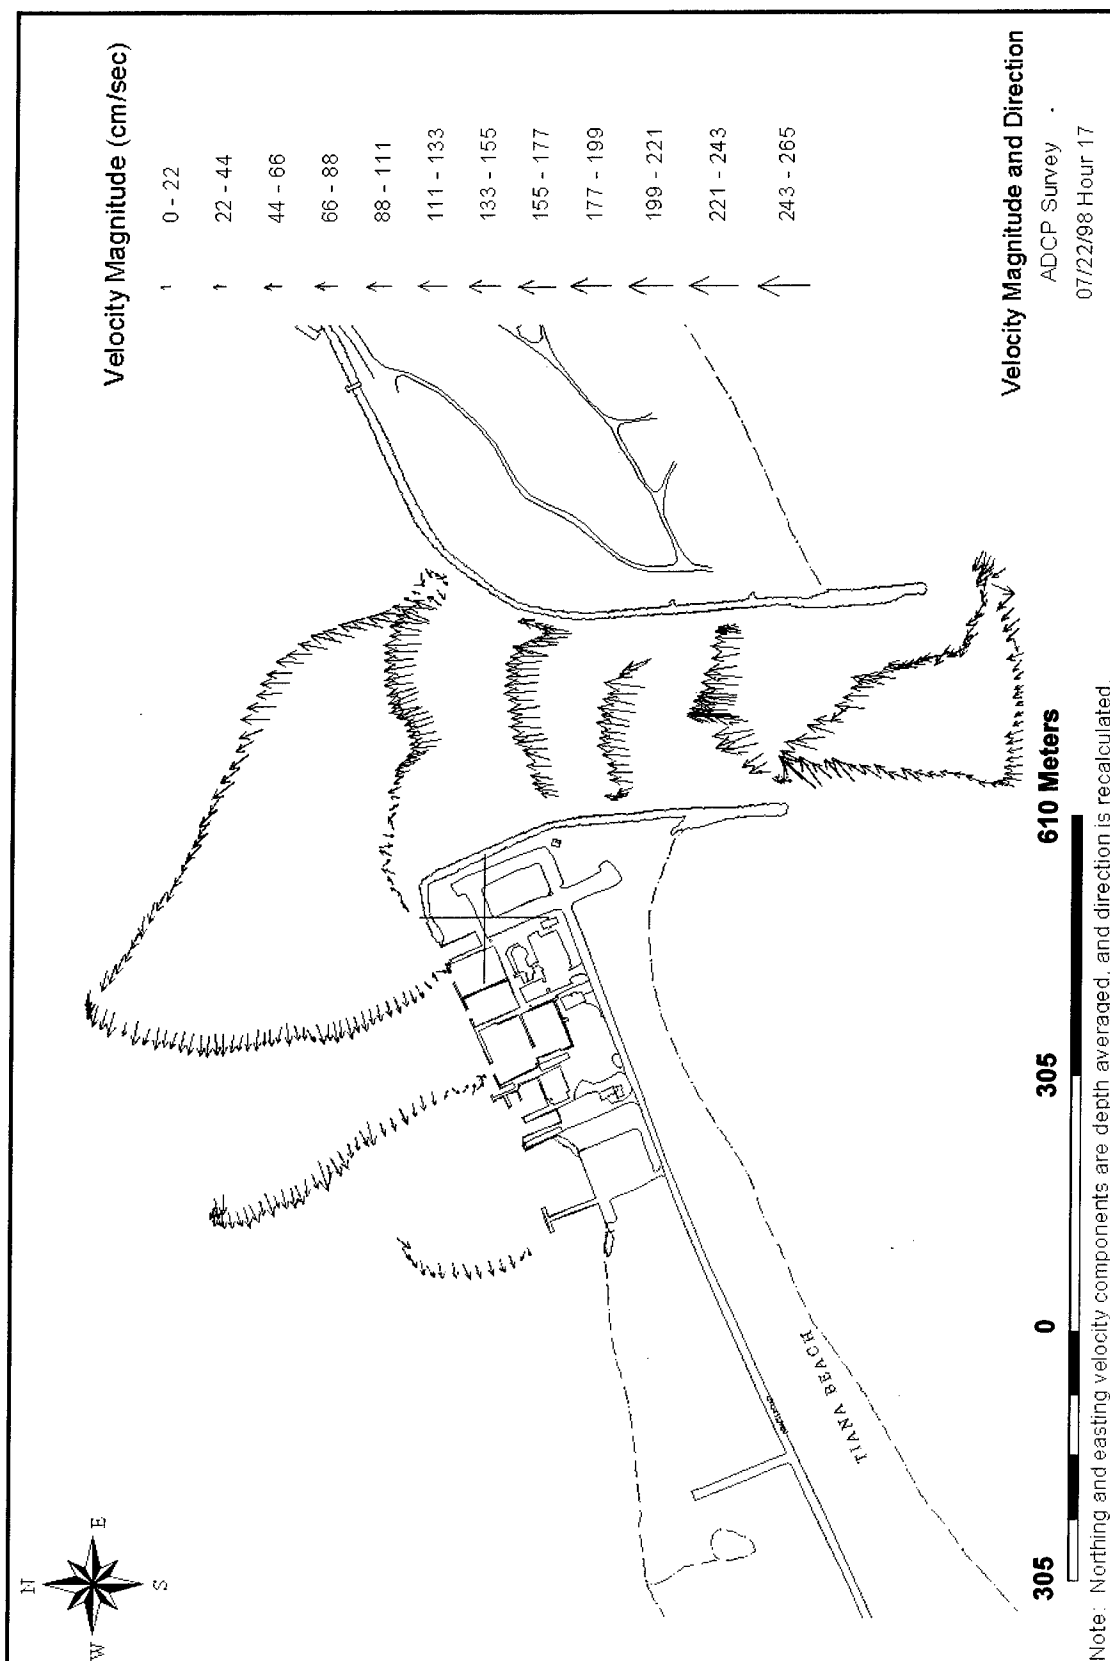 N
W
E
S
Velocity Magnitude (cm/sec)
0 - 22
22 - 44
44 - 66
66 - 88
88 - 111
111 - 133
133 - 155
155 - 177
177 - 199
199 - 221
221 - 243
243 - 265
TIANA BEACH
Velocity Magnitude and Direction
ADCP Survey
07/22/98 Hour 17
305
0
305
610 Meters
Note: Northing and easting velocity components are depth averaged, and direction is recalculated.